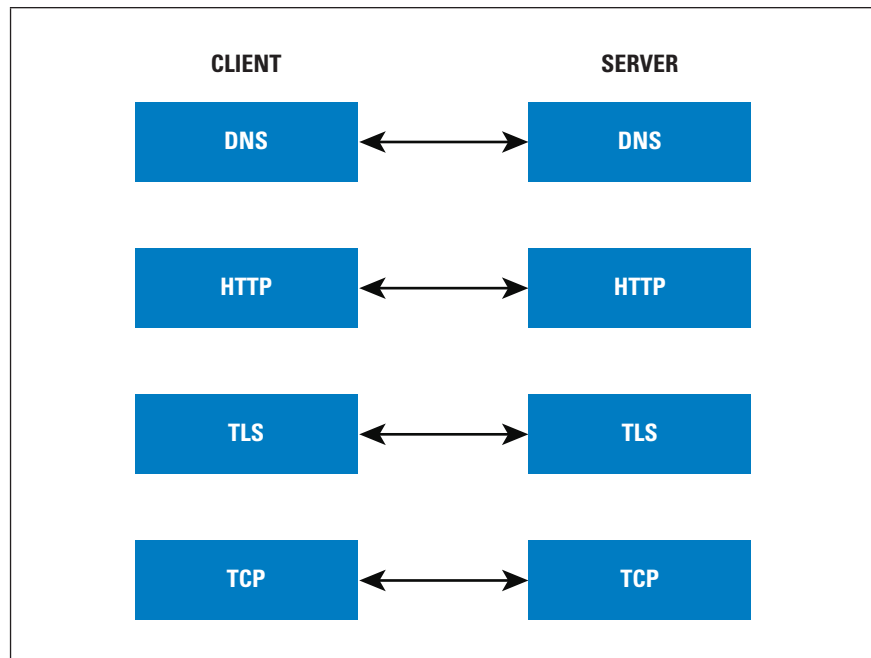 CLIENT SERVER
DNS DNS
HTTP HTTP
TLS TLS
TCP TCP